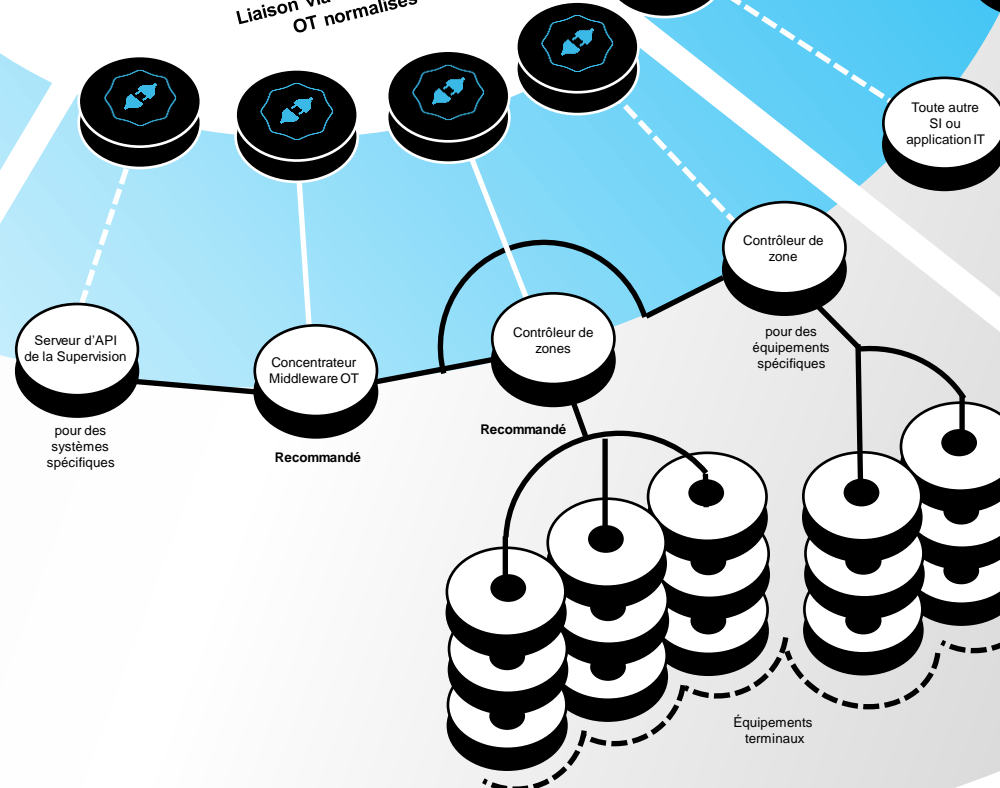 Liaison via
OT normalisés
Toute autre
SI ou
application IT
Contrôleur de
zone
pour des
équipements
spécifiques
Contrôleur de
zones
Recommandé
Concentrateur
Middleware OT
Recommandé
Serveur d’API
de la Supervision
pour des
systèmes
spécifiques
Équipements
terminaux